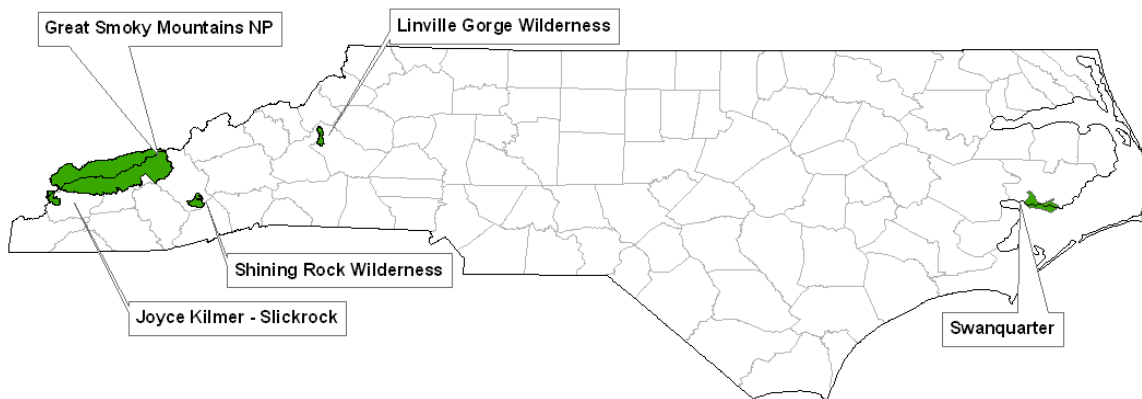 Great Smoky Mountains NP
Linville Gorge Wilderness
Shining Rock Wilderness
Joyce Kilmer - Slickrock
Swanquarter